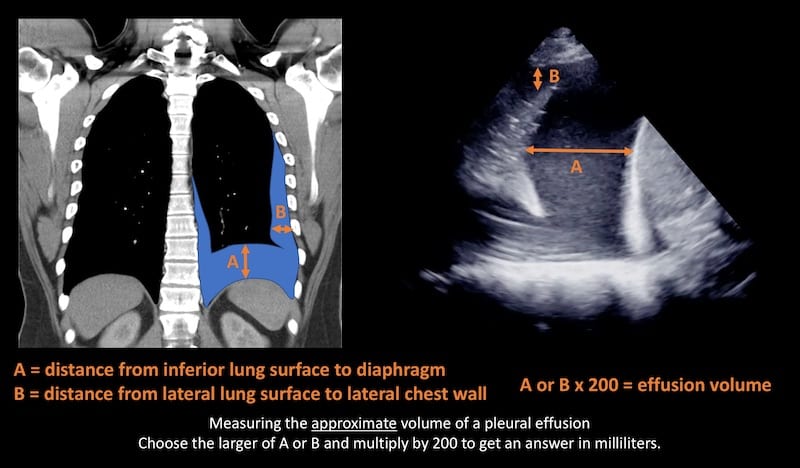 B
A
B
A
A = distance from inferior lung surface to diaphragm
B = distance from lateral lung surface to lateral chest wall
A or B x 200 = effusion volume
Measuring the approximate volume of a pleural effusion
Choose the larger of A or B and multiply by 200 to get an answer in milliliters.